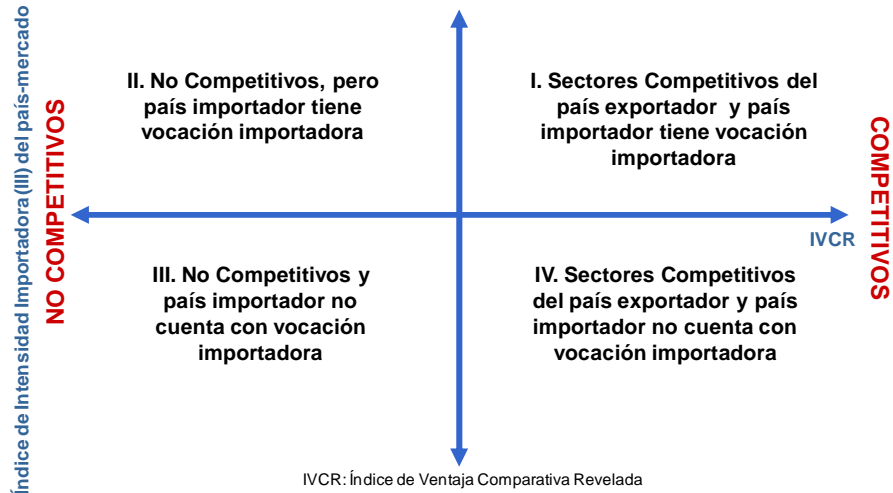 Índice de Intensidad Importadora (III) del país-mercado
NO COMPETITIVOS
II. No Competitivos, pero
país importador tiene
vocación importadora
I. Sectores Competitivos del
país exportador y país
importador tiene vocación
importadora
COMPETITIVOS
IVCR
III. No Competitivos y
país importador no
cuenta con vocación
importadora
IV. Sectores Competitivos
del país exportador y país
importador no cuenta con
vocación importadora
IVCR: Índice de Ventaja Comparativa Revelada